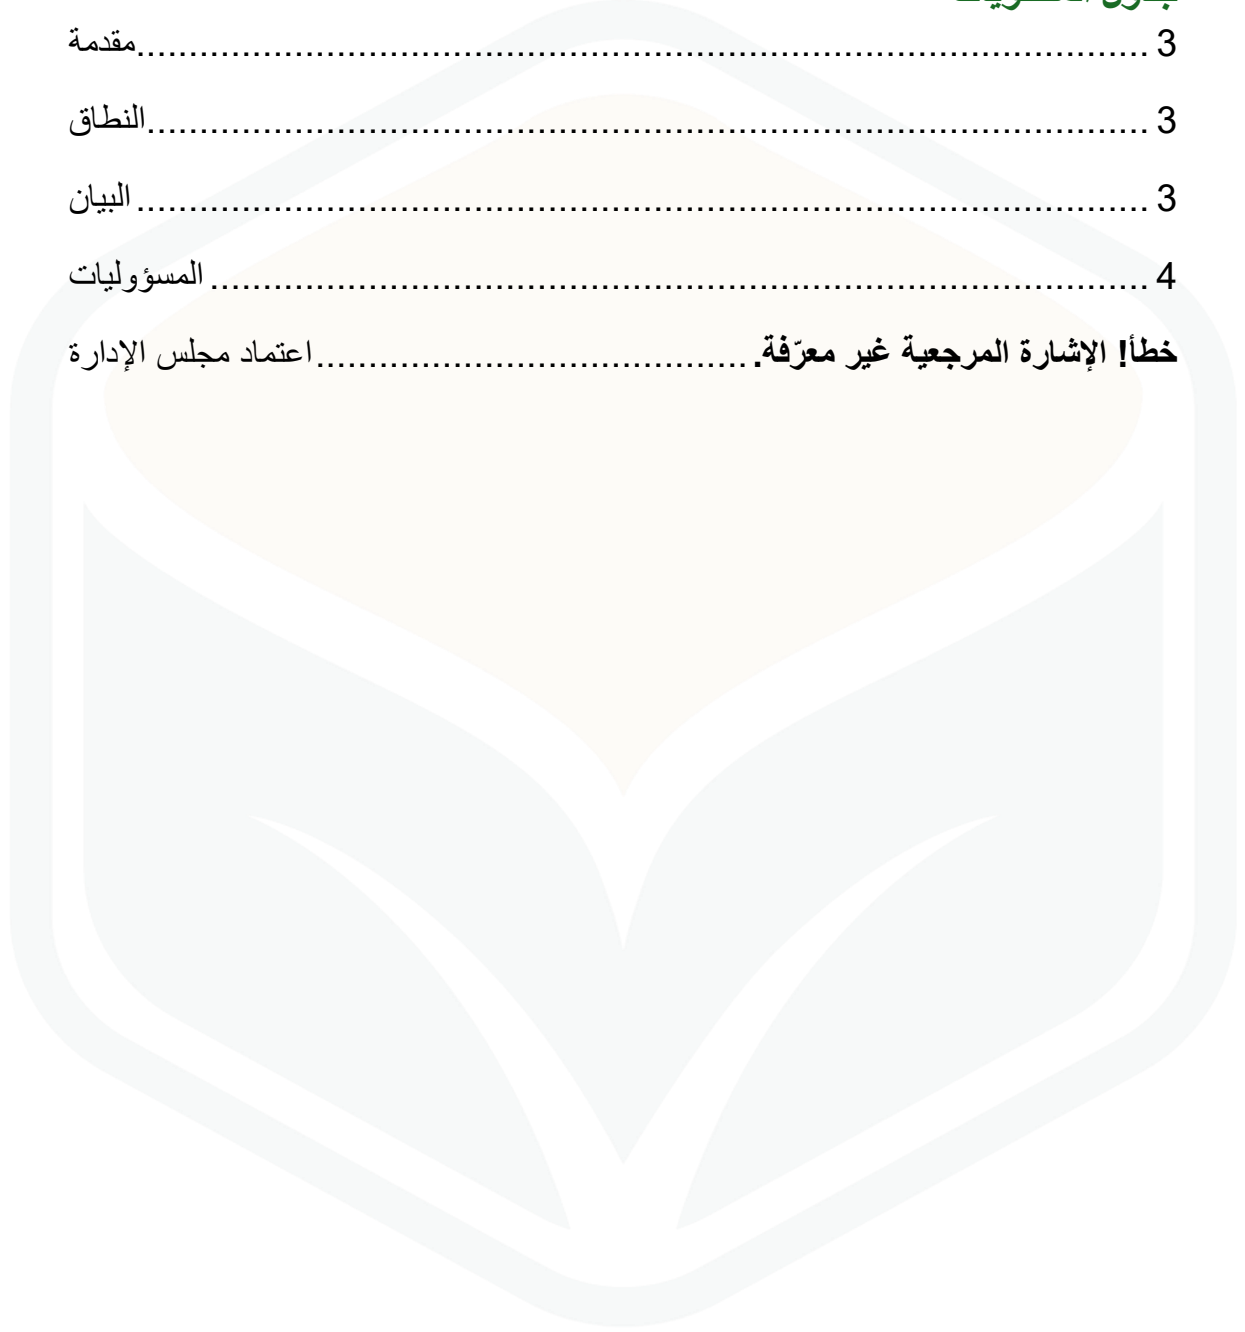 مقدمة........................................................................................ 3
النطاق....................................................................................... 3
البيان ........................................................................................ 3
المسؤوليات ................................................................................. 4
اعتماد مجلس الإدارة ..................................... خطأ! الإشارة المرجعية غير معرّفة.